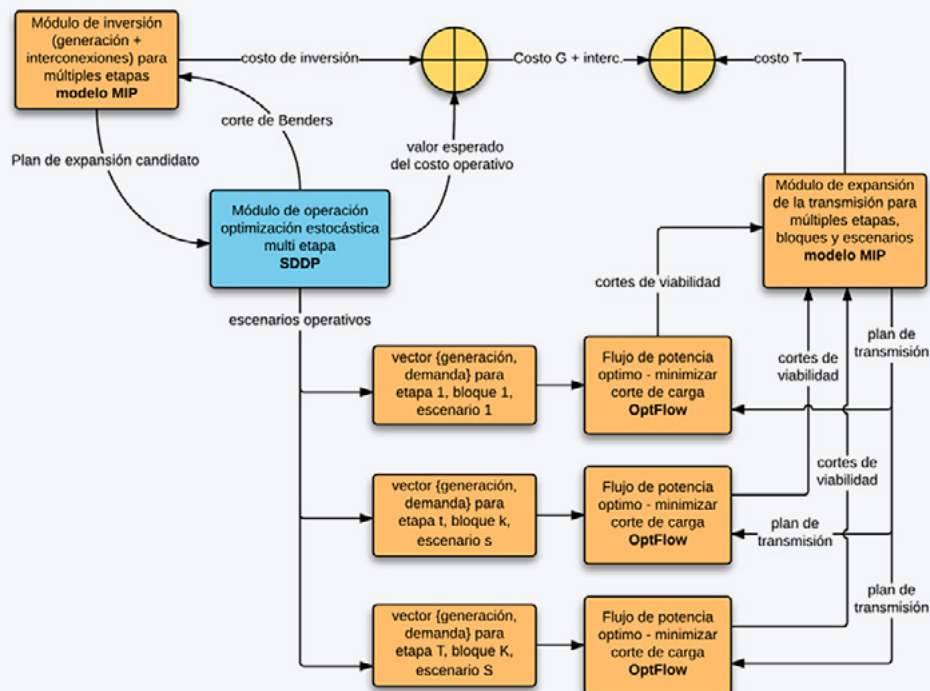 Módulo de inversión
(generación +
interconexiones) para
múltiples etapas
modelo MIP
costo de inversión
Costo G + interc.
costo T
corte de Benders
Plan de expansión candidato
valor esperado
del costo operativo
Módulo de operación
optimización estocástica
multi etapa
SDDP
Módulo de expansión
de la transmisión para
múltiples etapas,
bloques y escenarios
modelo MIP
escenarios operativos
cortes de viabilidad
plan de
transmisión
vector {generación,
demanda} para
etapa 1, bloque 1,
escenario 1
Flujo de potencia
optimo - minimizar
corte de carga
OptFlow
cortes de
viabilidad
cortes de
viabilidad
vector {generación,
demanda} para
etapa t, bloque k,
escenario s
Flujo de potencia
optimo - minimizar
corte de carga
OptFlow
plan de
transmisión
plan de
transmisión
vector {generación,
demanda} para
etapa T, bloque K,
escenario S
Flujo de potencia
optimo - minimizar
corte de carga
OptFlow